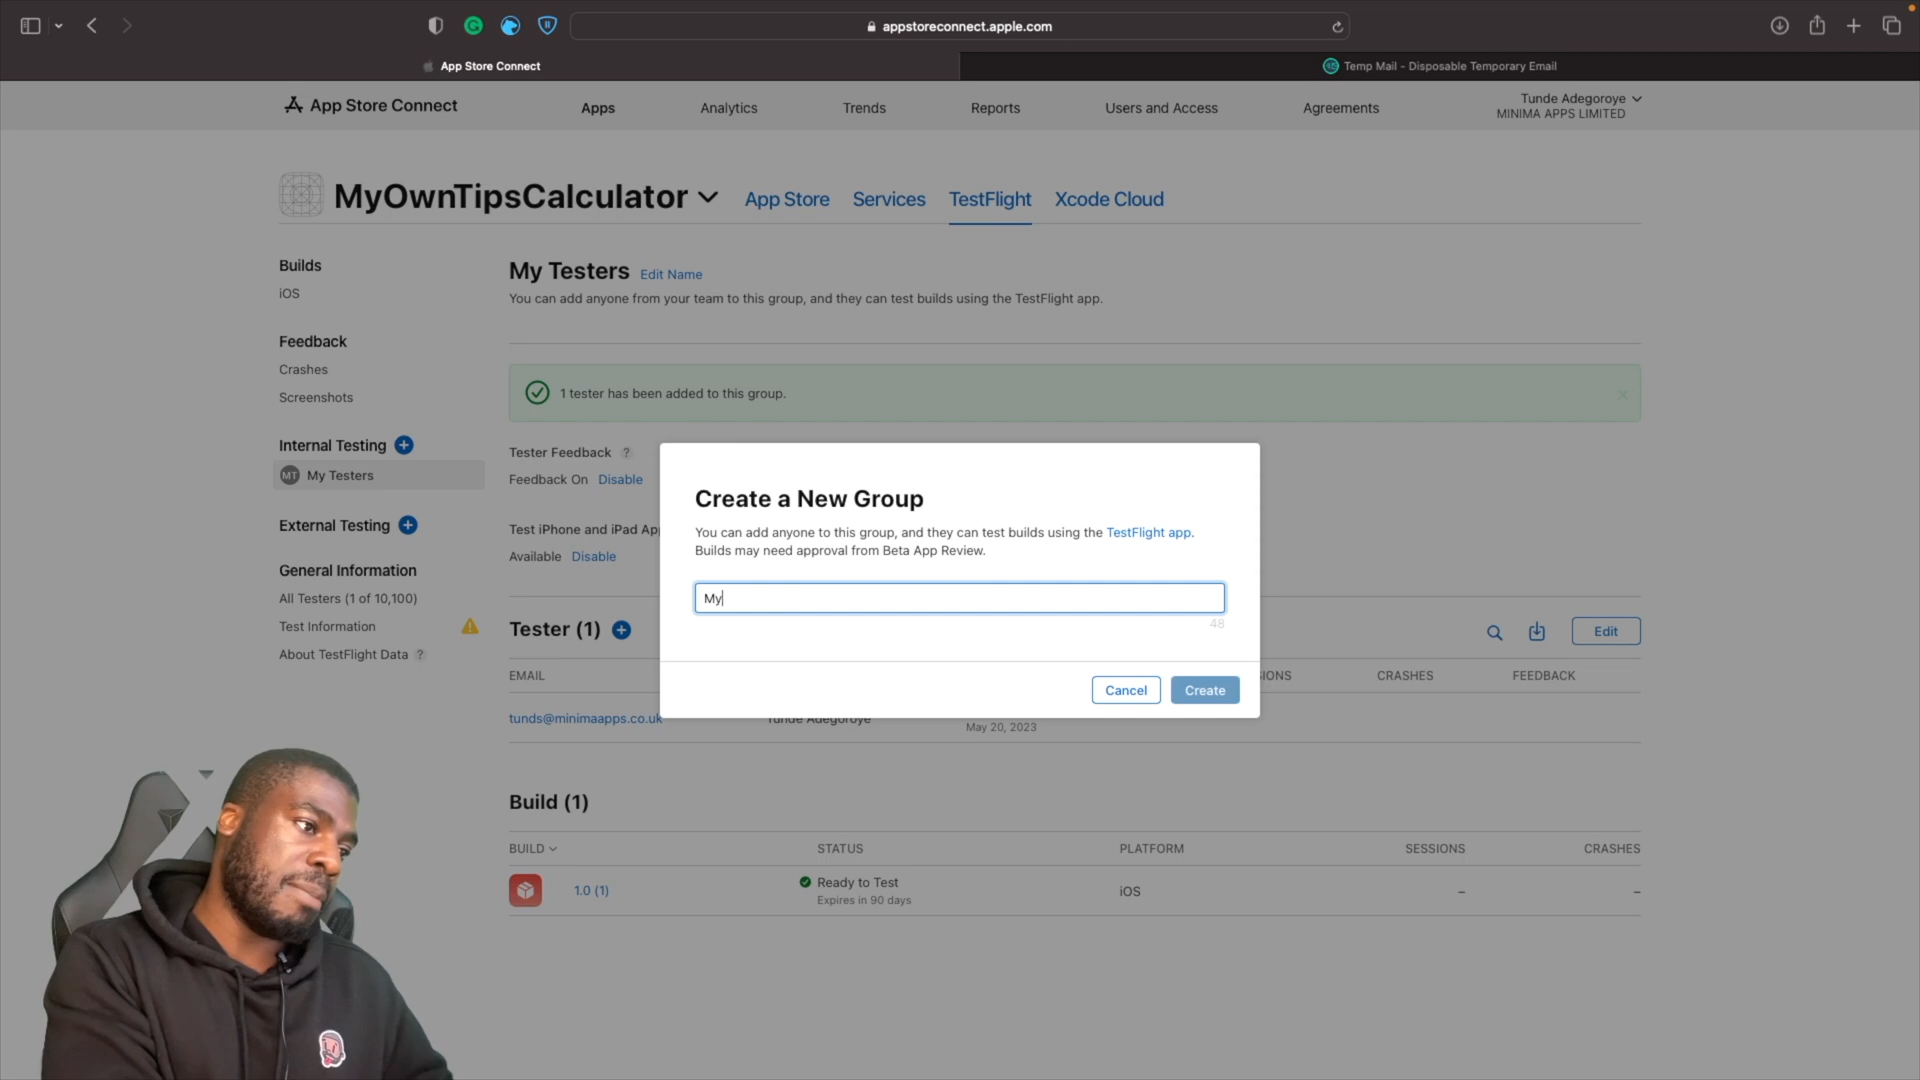 appstoreconnect.apple.com
App Store Connect
Temp Mail - Disposable Temporary Email
App Store Connect
Apps
Analytics
Trends
Reports
Users and Access
Agreements
Tunde Adegoroye
MINIMA APPS LIMITED
MyOwnTipsCalculator
App Store
Services
TestFlight
Xcode Cloud
Builds
iOS
Feedback
Crashes
Screenshots
Internal Testing
MT My Testers
External Testing
General Information
All Testers (1 of 10,100)
Test Information
About TestFlight Data ?
My Testers Edit Name
You can add anyone from your team to this group, and they can test builds using the TestFlight app.
1 tester has been added to this group.
Tester Feedback ?
Feedback On Disable
Test iPhone and iPad
Available Disable
Create a New Group
You can add anyone to this group, and they can test builds using the TestFlight app.
Builds may need approval from Beta App Review.
My
48
Cancel
Create
Tester (1)
Edit
EMAIL
CRASHES
FEEDBACK
tunds@minimaapps.co.uk
Tunde Adegoroye
May 20, 2023
Build (1)
BUILD
STATUS
PLATFORM
SESSIONS
CRASHES
1.0 (1)
Ready to Test
Expires in 90 days
iOS
–
–